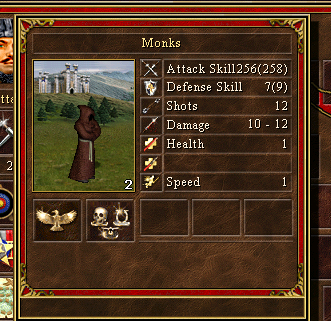 Monks
Attack Skill256(258)
Defense Skill 7(9)
Shots 12
Damage 10 - 12
Health 1
Speed 1
2